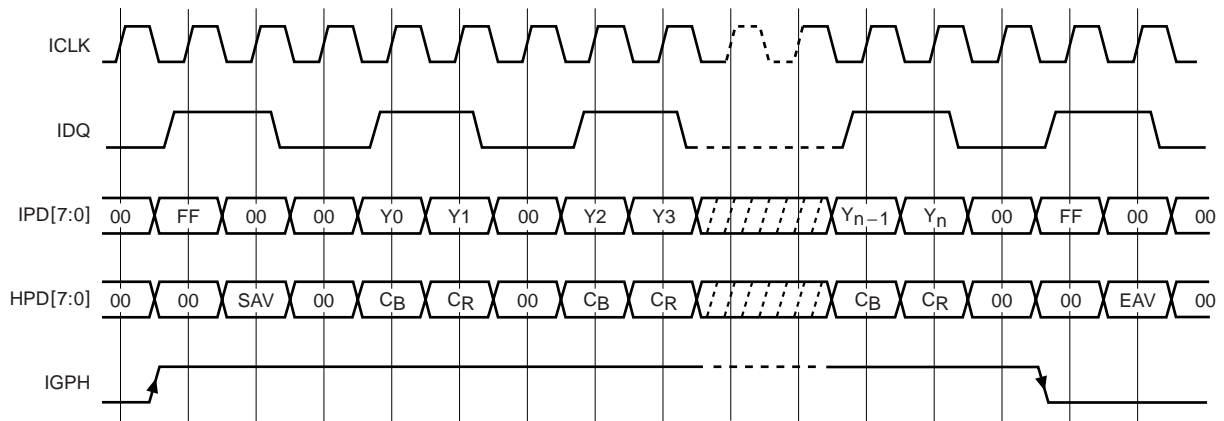 ICLK
IDQ
IPD[7:0] 00 FF 00 00 Y0 Y1 00 Y2 Y3 Yn−1 Yn 00 FF 00 00
HPD[7:0] 00 00 SAV 00 CB CR 00 CB CR CB CR 00 00 EAV 00
IGPH